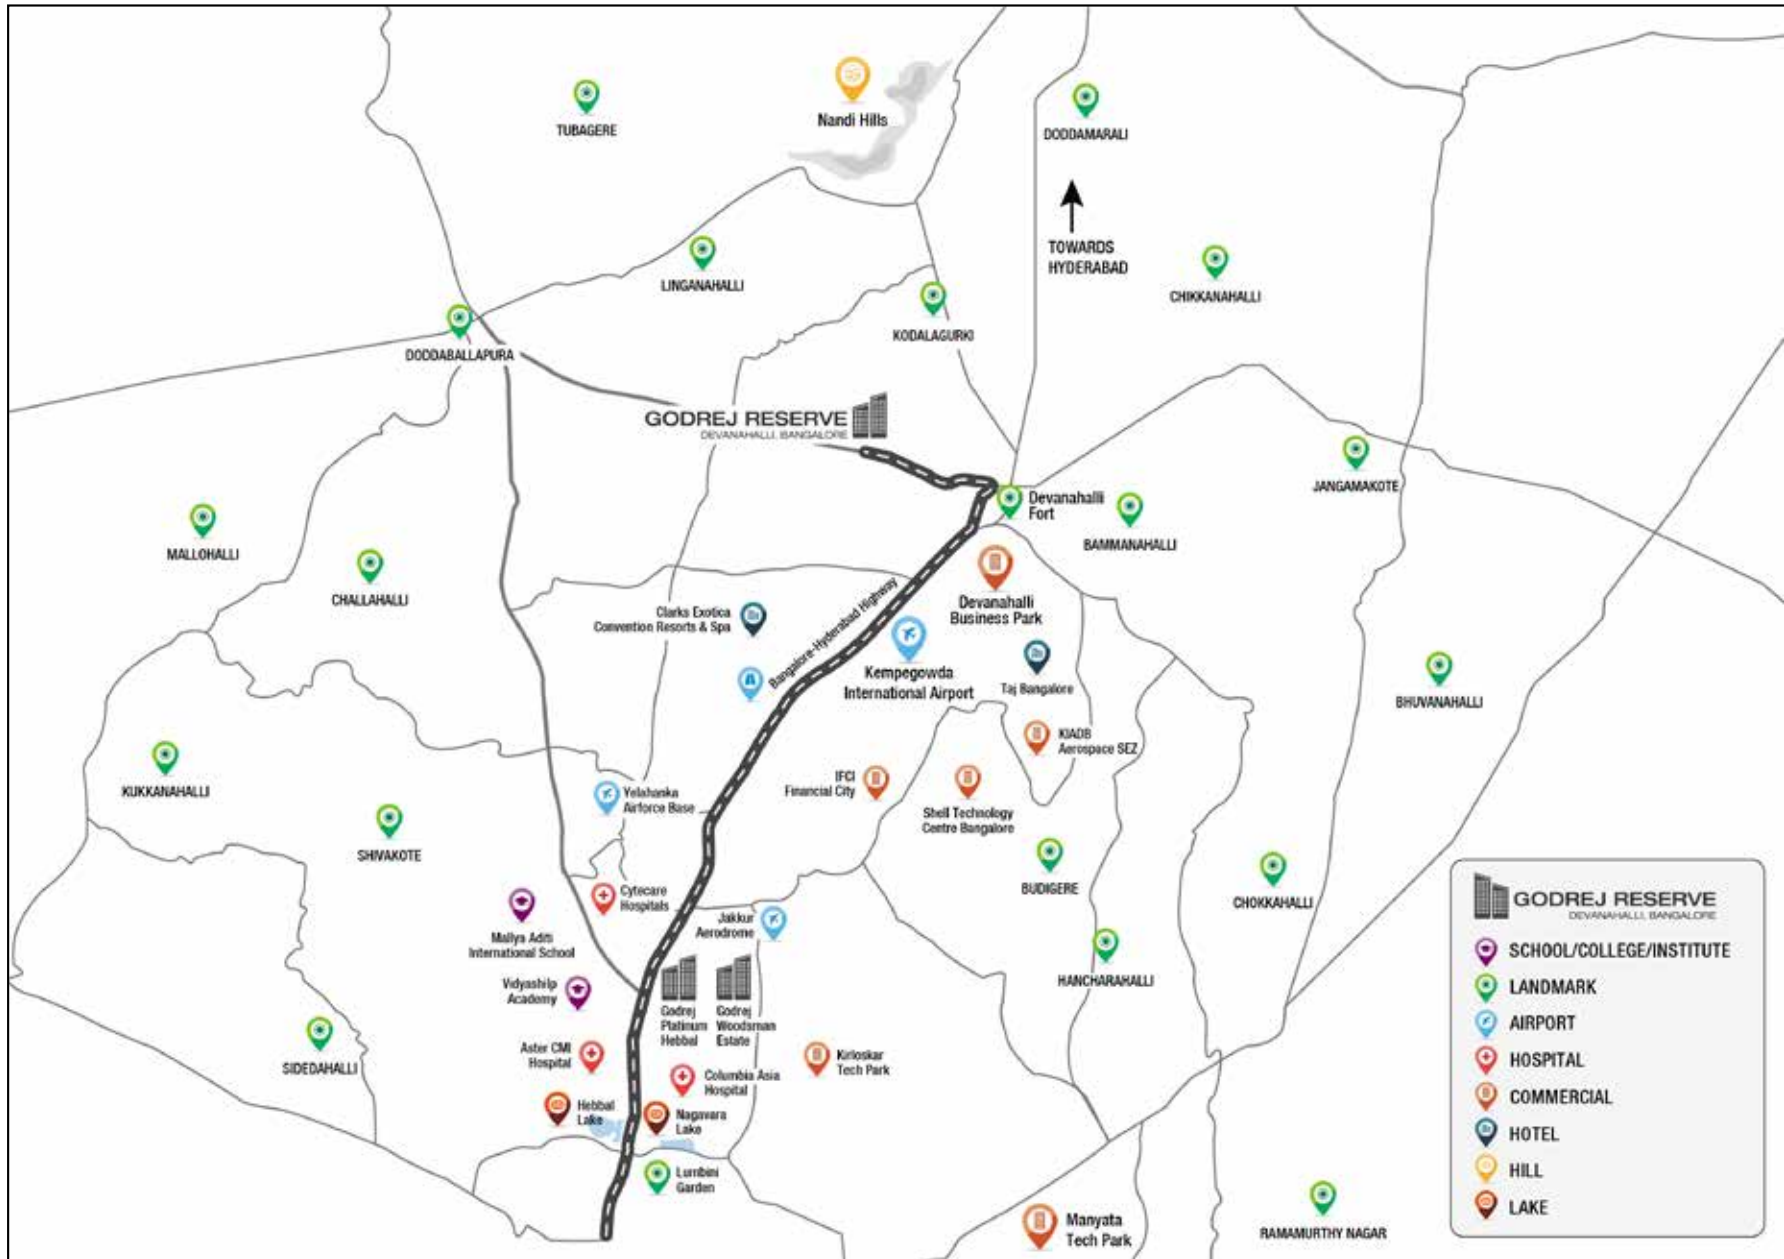 Nandi Hills
TUBAGERE
DODDAMARALI
TOWARDS
HYDERABAD
LINGANAHALLI
CHIKKANAHALLI
KODALAGURKI
DODDABALLAPURA
GODREJ RESERVE
DEVANAHALLI, BANGALORE
JANGAMAKOTE
Devanahalli
Fort
BAMMANAHALLI
MALLOHALLI
CHALLAHALLI
Clarks Exotica
Convention Resorts & Spa
Bangalore-Hyderabad Highway
Devanahalli
Business Park
Kempegowda
International Airport
Taj Bangalore
BHUVANAHALLI
KIADB
Aerospace SEZ
KUKKANAHALLI
Yelahanka
Airforce Base
IFCI
Financial City
Shell Technology
Centre Bangalore
SHIVAKOTE
BUDIGERE
CHOKKAHALLI
Cytecare
Hospitals
Jakkur
Aerodrome
Mallya Aditi
International School
HANCHARAHALLI
Vidyashilp
Academy
Godrej
Platinum
Hebbal
Godrej
Woodsman
Estate
SIDEDAHALLI
Aster CMI
Hospital
Kirloskar
Tech Park
Columbia Asia
Hospital
Hebbal
Lake
Nagavara
Lake
Lumbini
Garden
Manyata
Tech Park
RAMAMURTHY NAGAR
GODREJ RESERVE
DEVANAHALLI, BANGALORE
SCHOOL/COLLEGE/INSTITUTE
LANDMARK
AIRPORT
HOSPITAL
COMMERCIAL
HOTEL
HILL
LAKE